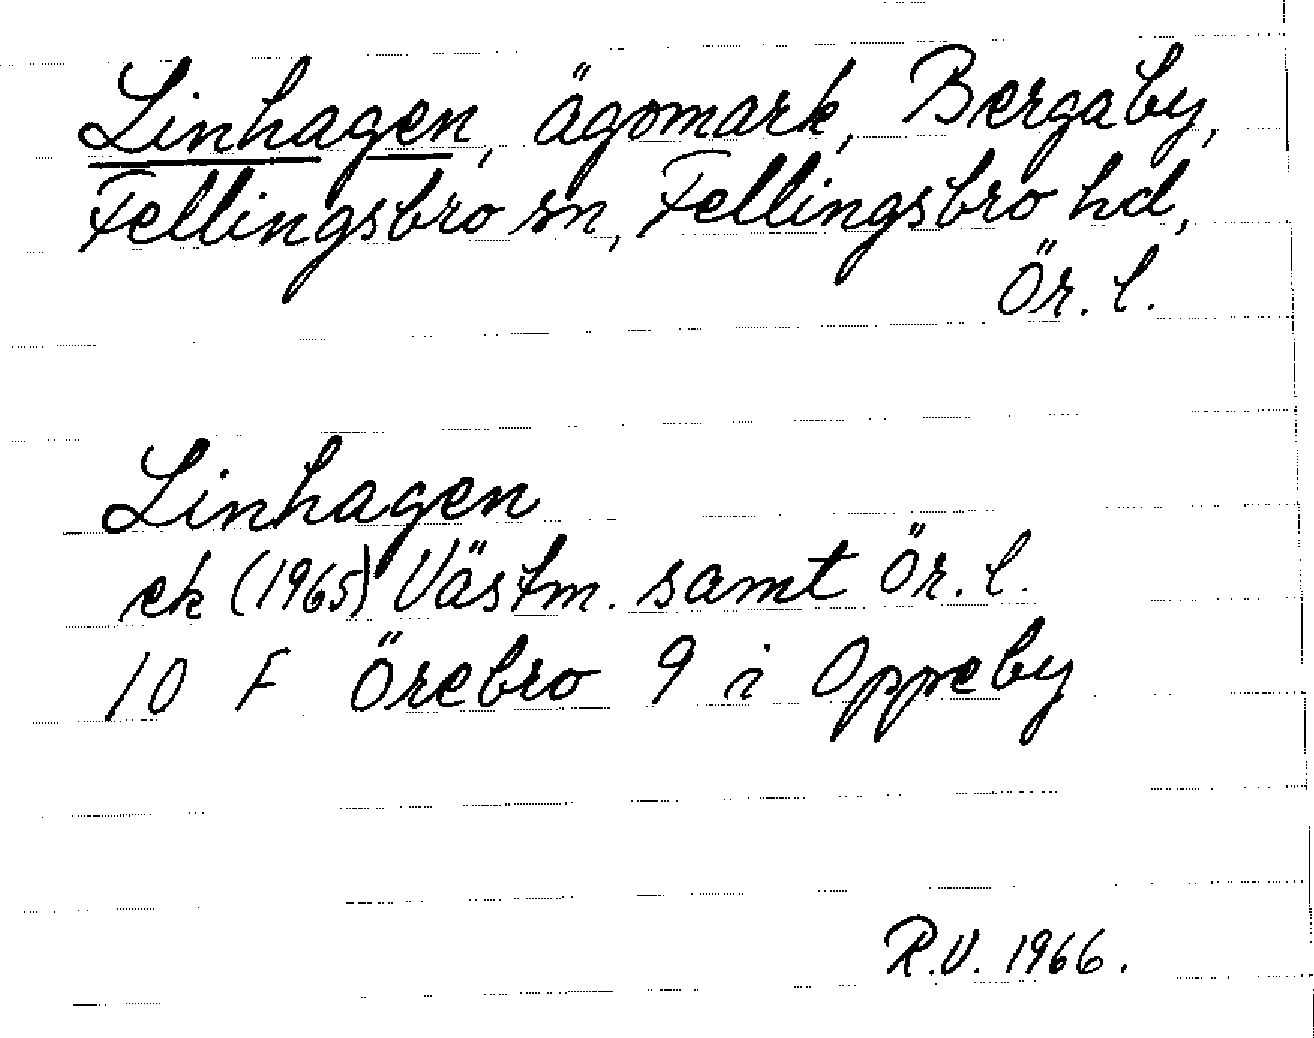 Linhagen, ägomark, Bergaby,
Fellingsbro sn, Fellingsbro hd,
Ör. l.
Linhagen
ek (1965) Västm. samt Ör. l.
10 F Örebro 9 i Oppeby
R.V. 1966.